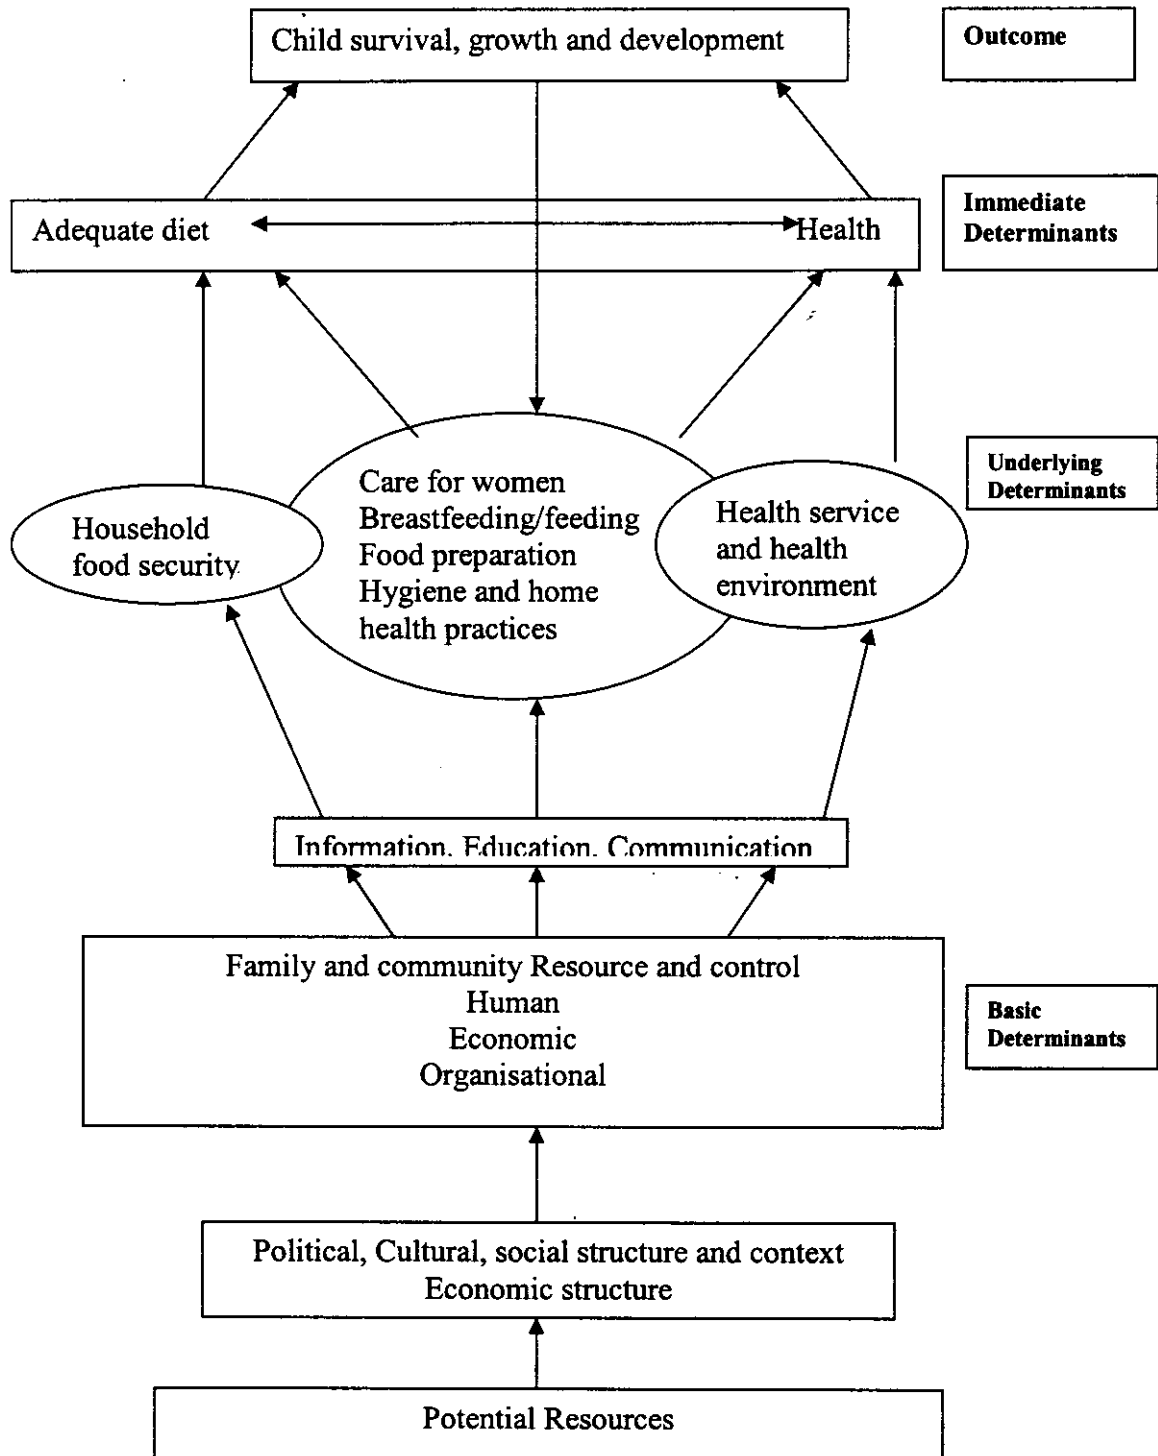 Child survival, growth and development
Outcome
Adequate diet
Health
Immediate
Determinants
Care for women
Breastfeeding/feeding
Food preparation
Hygiene and home
health practices
Household
food security
Health service
and health
environment
Underlying
Determinants
Information, Education, Communication
Family and community Resource and control
Human
Economic
Organisational
Basic
Determinants
Political, Cultural, social structure and context
Economic structure
Potential Resources